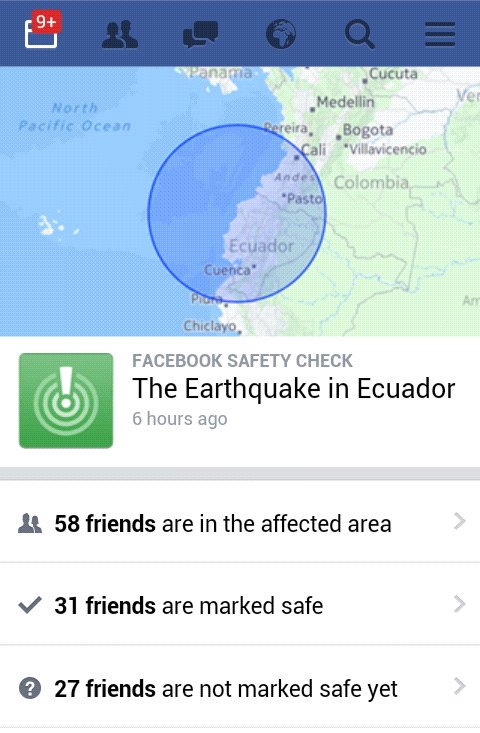 9+
Panama
Cucuta
North
Pacific Ocean
Medellin
Ver
Pereira
Bogota
Cali
Villavicencio
Andes
Colombia
Pasto
Ecuador
Cuenca
Piura
Am
Chiclayo
FACEBOOK SAFETY CHECK
The Earthquake in Ecuador
6 hours ago
58 friends are in the affected area
31 friends are marked safe
27 friends are not marked safe yet